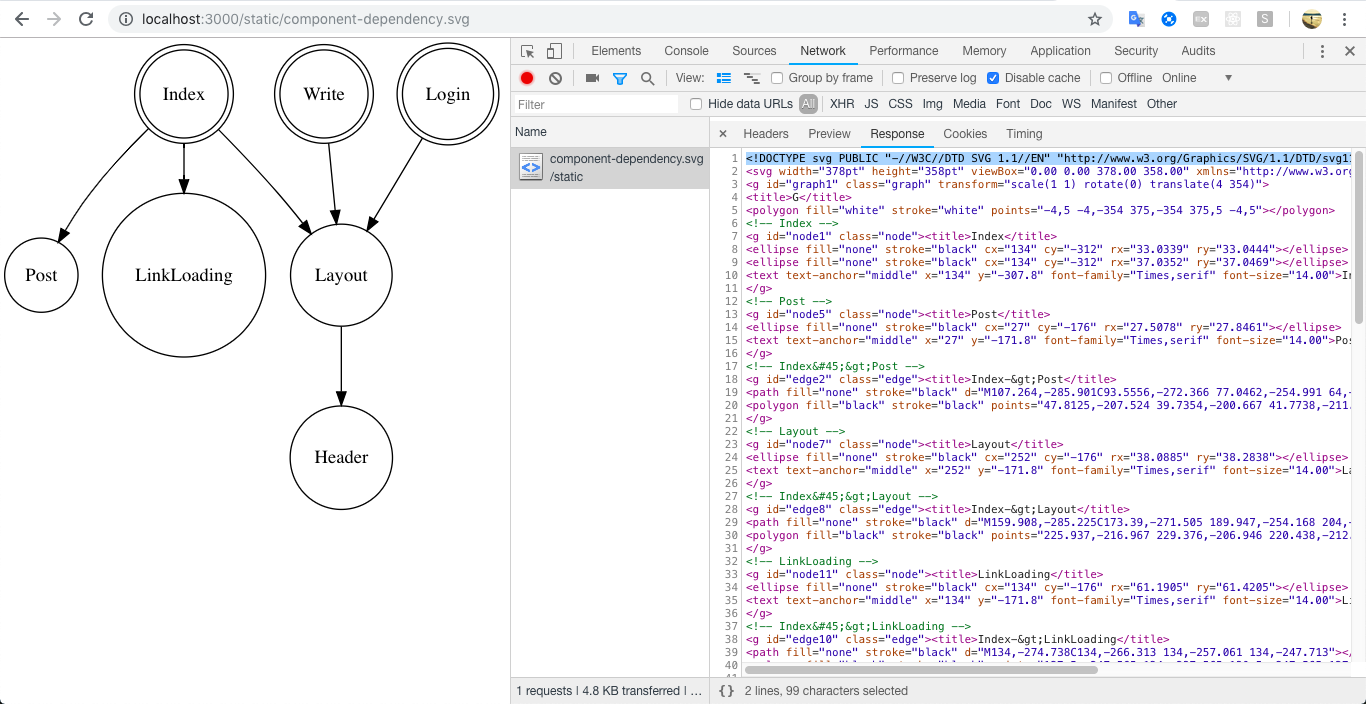 localhost:3000/static/component-dependency.svg
Index
Write
Login
Post
LinkLoading
Layout
Header
Elements Console Sources Network Performance Memory Application Security Audits
View: Group by frame Preserve log Disable cache Offline Online
Filter Hide data URLs All XHR JS CSS Img Media Font Doc WS Manifest Other
Name
component-dependency.svg
/static
Headers Preview Response Cookies Timing
1 <!DOCTYPE svg PUBLIC "-//W3C//DTD SVG 1.1//EN" "http://www.w3.org/Graphics/SVG/1.1/DTD/svg11
2 <svg width="378pt" height="358pt" viewBox="0.00 0.00 378.00 358.00" xmlns="http://www.w3.org
3 <g id="graph1" class="graph" transform="scale(1 1) rotate(0) translate(4 354)">
4 <title>G</title>
5 <polygon fill="white" stroke="white" points="-4,5 -4,-354 375,-354 375,5 -4,5"></polygon>
6 <!-- Index -->
7 <g id="node1" class="node"><title>Index</title>
8 <ellipse fill="none" stroke="black" cx="134" cy="-312" rx="33.0339" ry="33.0444"></ellipse>
9 <ellipse fill="none" stroke="black" cx="134" cy="-312" rx="37.0352" ry="37.0469"></ellipse>
10 <text text-anchor="middle" x="134" y="-307.8" font-family="Times,serif" font-size="14.00">In
11 </g>
12 <!-- Post -->
13 <g id="node5" class="node"><title>Post</title>
14 <ellipse fill="none" stroke="black" cx="27" cy="-176" rx="27.5078" ry="27.8461"></ellipse>
15 <text text-anchor="middle" x="27" y="-171.8" font-family="Times,serif" font-size="14.00">Pos
16 </g>
17 <!-- Index&#45;&gt;Post -->
18 <g id="edge2" class="edge"><title>Index-&gt;Post</title>
19 <path fill="none" stroke="black" d="M107.264,-285.901C93.5556,-272.366 77.0462,-254.991 64,-
20 <polygon fill="black" stroke="black" points="47.8125,-207.524 39.7354,-200.667 41.7738,-211.
21 </g>
22 <!-- Layout -->
23 <g id="node7" class="node"><title>Layout</title>
24 <ellipse fill="none" stroke="black" cx="252" cy="-176" rx="38.0885" ry="38.2838"></ellipse>
25 <text text-anchor="middle" x="252" y="-171.8" font-family="Times,serif" font-size="14.00">La
26 </g>
27 <!-- Index&#45;&gt;Layout -->
28 <g id="edge8" class="edge"><title>Index-&gt;Layout</title>
29 <path fill="none" stroke="black" d="M159.908,-285.225C173.39,-271.505 189.947,-254.168 204,-
30 <polygon fill="black" stroke="black" points="225.937,-216.967 229.376,-206.946 220.438,-212.
31 </g>
32 <!-- LinkLoading -->
33 <g id="node11" class="node"><title>LinkLoading</title>
34 <ellipse fill="none" stroke="black" cx="134" cy="-176" rx="61.1905" ry="61.4205"></ellipse>
35 <text text-anchor="middle" x="134" y="-171.8" font-family="Times,serif" font-size="14.00">Li
36 </g>
37 <!-- Index&#45;&gt;LinkLoading -->
38 <g id="edge10" class="edge"><title>Index-&gt;LinkLoading</title>
39 <path fill="none" stroke="black" d="M134,-274.738C134,-266.313 134,-257.061 134,-247.713"></
40
1 requests | 4.8 KB transferred | ...
{} 2 lines, 99 characters selected